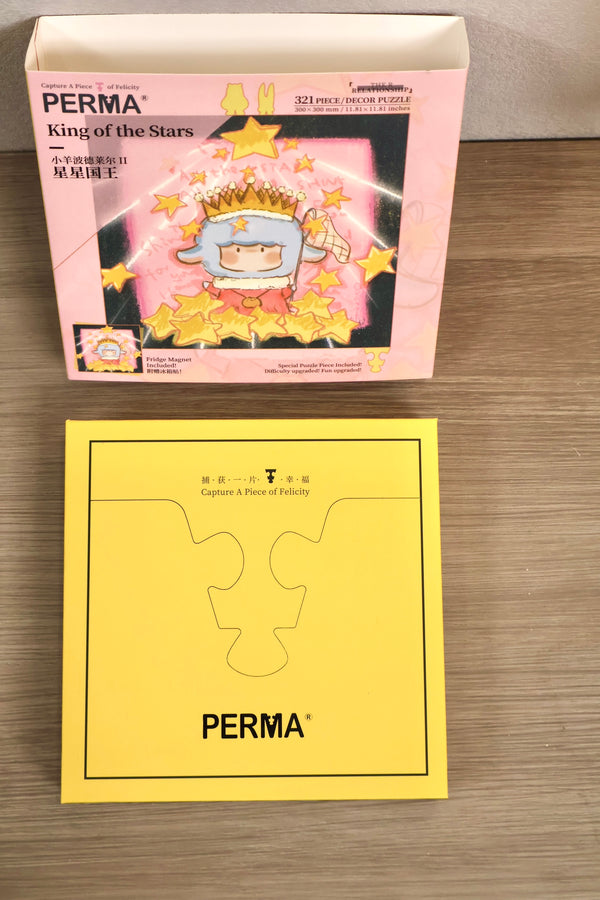 Capture A Piece of Felicity
PERMA®
King of the Stars
小羊波德莱尔 II
星星国王
RELATIONSHIP
321 PIECE/DECOR PUZZLE
300×300 mm / 11.81×11.81 inches
Fridge Magnet
Included!
附赠冰箱贴!
Special Puzzle Piece Included!
Difficulty upgraded! Fun upgraded!
捕·获·一·片·幸·福
Capture A Piece of Felicity
PERMA®